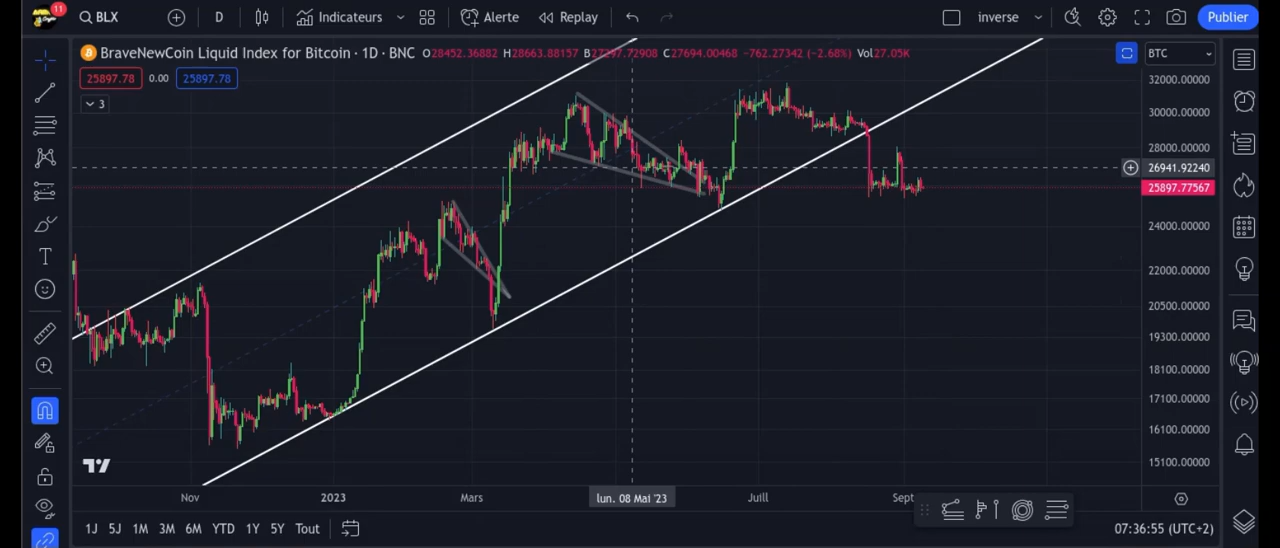 11
BLX
D
Indicateurs
Alerte
Replay
inverse
Publier
BraveNewCoin Liquid Index for Bitcoin · 1D · BNC O28452.36882 H28663.88157 B27297.72908 C27694.00468 -762.27342 (-2.68%) Vol27.05K
BTC
25897.78 0.00 25897.78
3
32000.00000
30000.00000
28000.00000
26941.92240
25897.77567
24000.00000
22000.00000
20500.00000
19300.00000
18100.00000
17100.00000
16100.00000
15100.00000
Nov 2023 Mars lun. 08 Mai '23 Juill Sept
1J 5J 1M 3M 6M YTD 1Y 5Y Tout
07:36:55 (UTC+2)